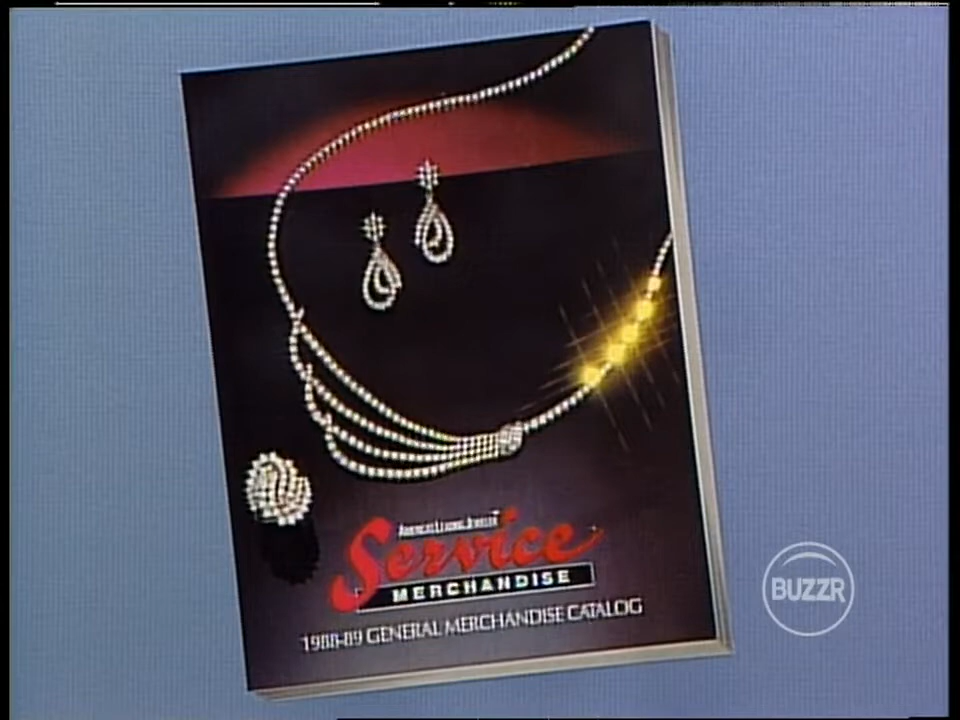 AMERICA'S LEADING JEWELER
Service
MERCHANDISE
1988-89 GENERAL MERCHANDISE CATALOG
BUZZR